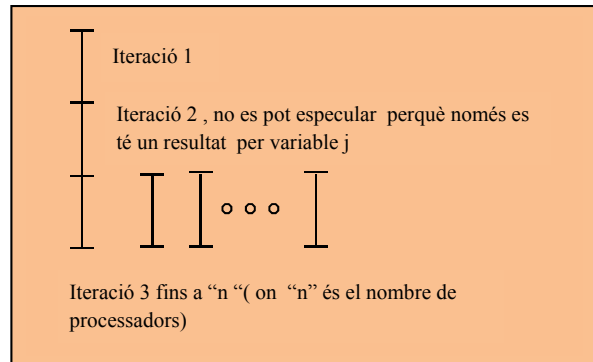 Iteració 1
Iteració 2 , no es pot especular perquè només es
té un resultat per variable j
Iteració 3 fins a “n “( on “n” és el nombre de
processadors)